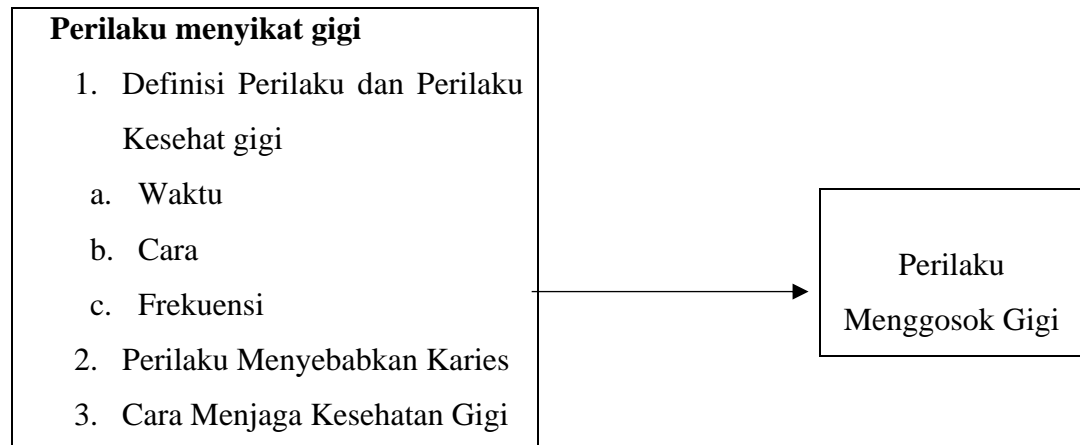 Perilaku menyikat gigi
1. Definisi Perilaku dan Perilaku
Kesehat gigi
a. Waktu
b. Cara
c. Frekuensi
2. Perilaku Menyebabkan Karies
3. Cara Menjaga Kesehatan Gigi
Perilaku
Menggosok Gigi